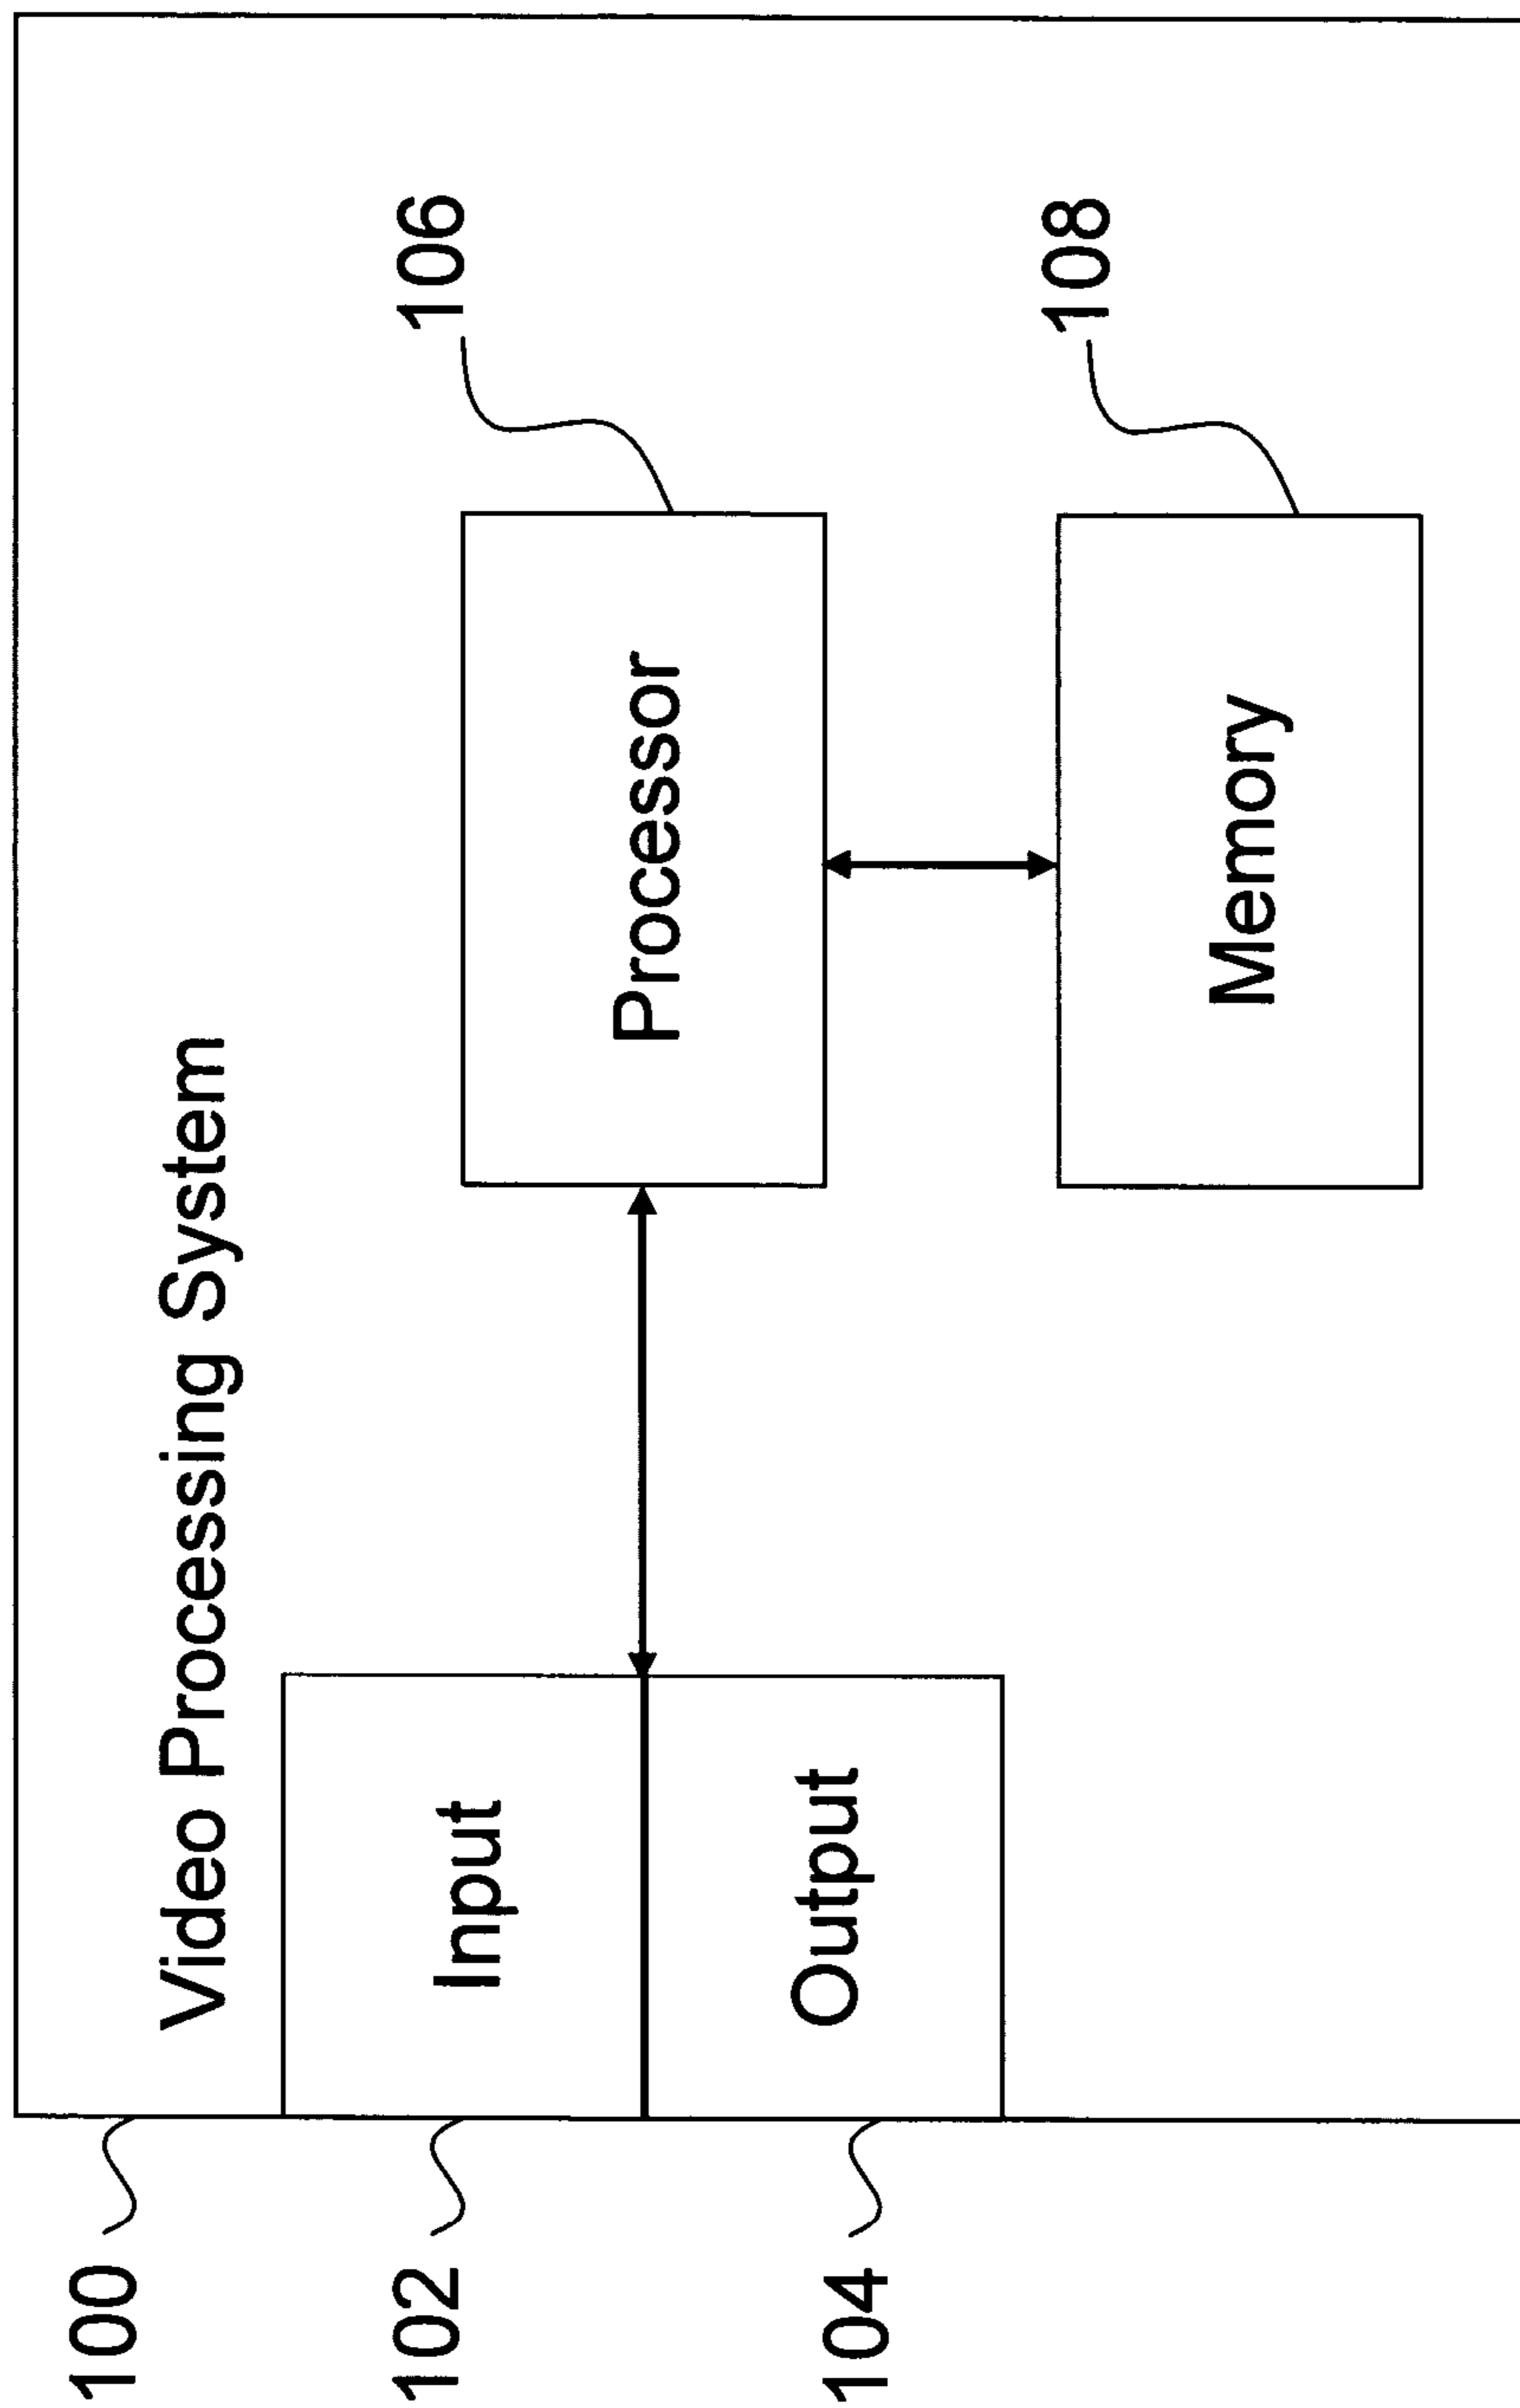 100
Video Processing System
102
Input
106
Processor
104
Output
108
Memory